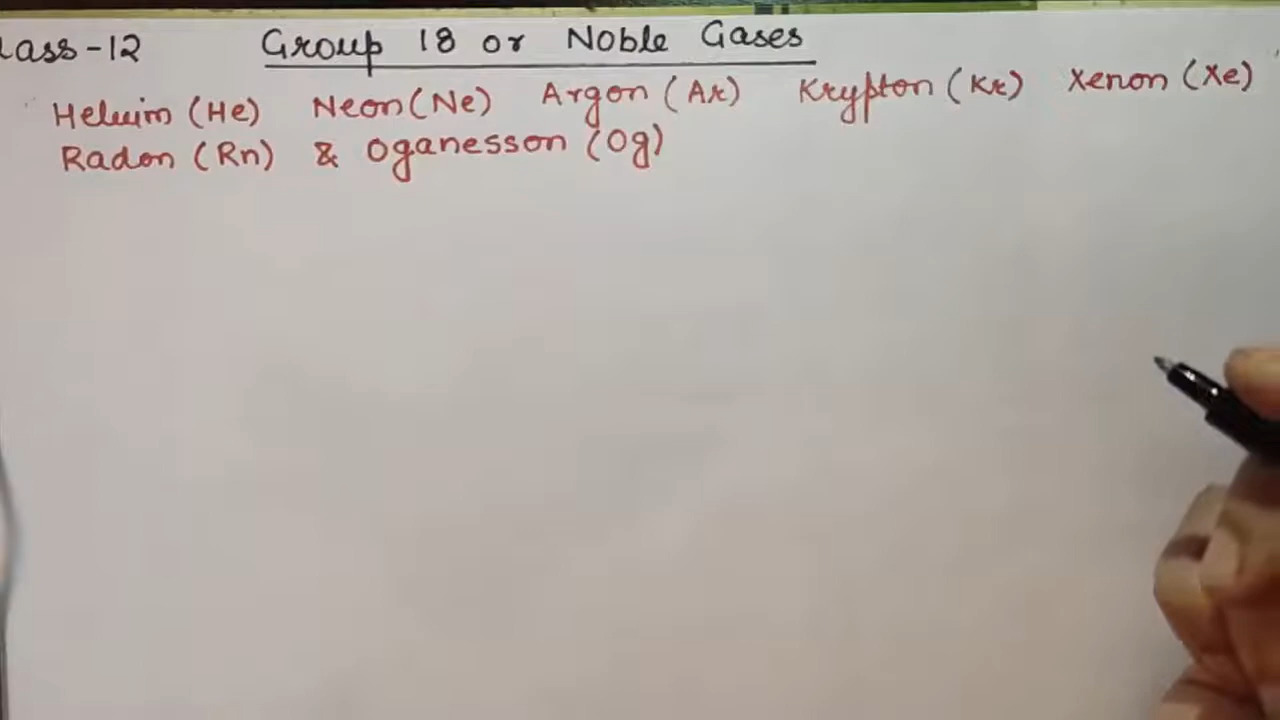 lass-12 Group 18 or Noble Gases
Helium (He) Neon (Ne) Argon (Ar) Krypton (Kr) Xenon (Xe)
Radon (Rn) & Oganesson (Og)